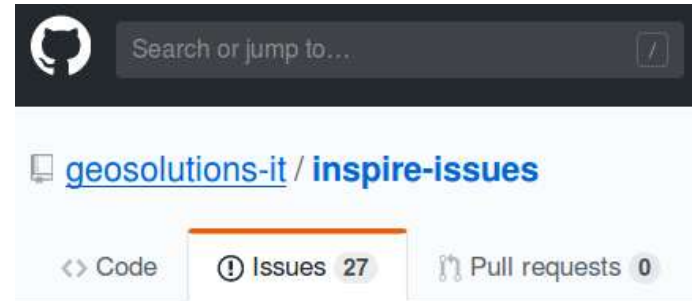 Search or jump to… /
geosolutions-it / inspire-issues
<> Code Issues 27 Pull requests 0